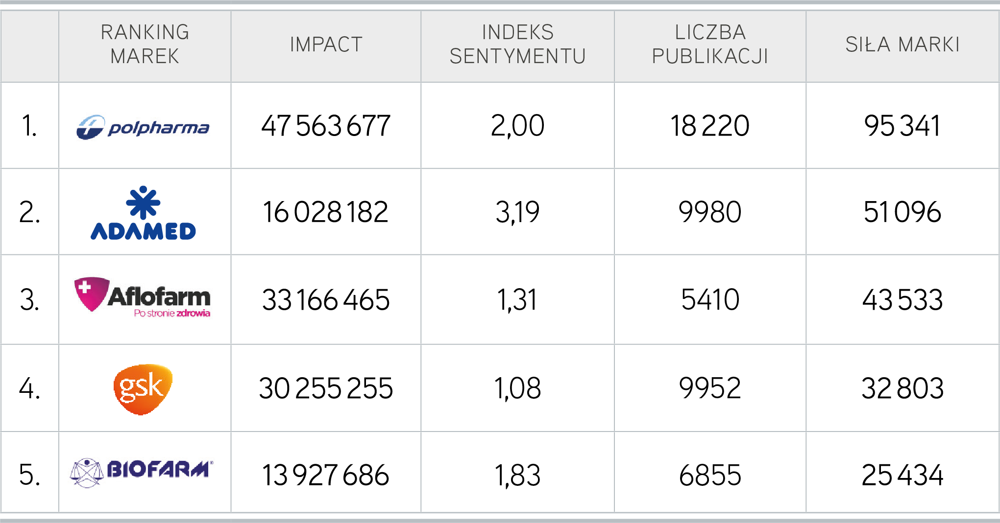 RANKING
MAREK
IMPACT
INDEKS
SENTYMENTU
LICZBA
PUBLIKACJI
SIŁA MARKI
1.
polpharma
47 563 677
2,00
18 220
95 341
2.
ADAMED
16 028 182
3,19
9980
51 096
3.
Aflofarm
Po stronie zdrowia
33 166 465
1,31
5410
43 533
4.
gsk
30 255 255
1,08
9952
32 803
5.
BIOFARM®
13 927 686
1,83
6855
25 434